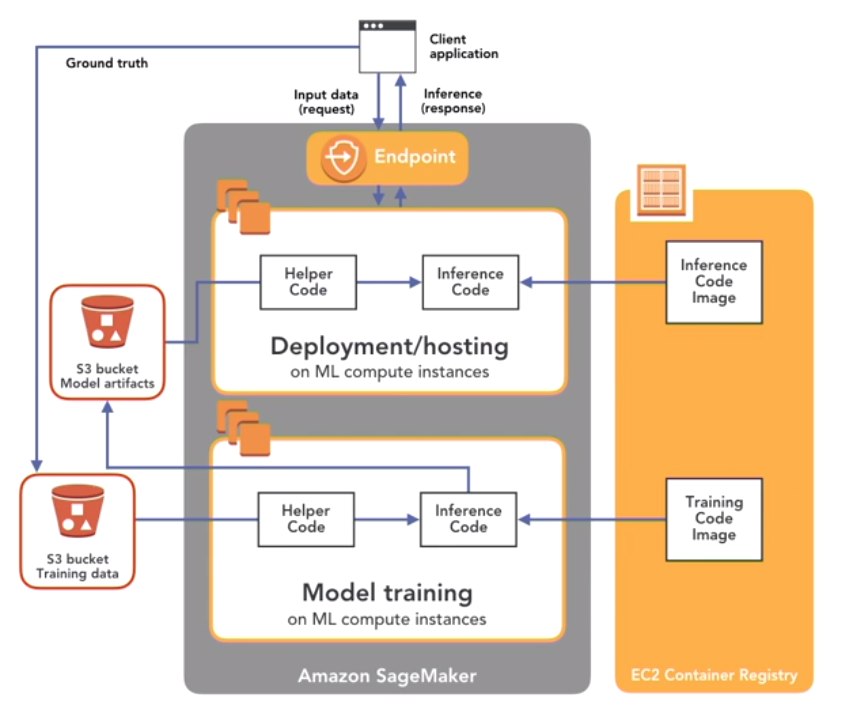 Client
application
Ground truth
Input data
(request)
Inference
(response)
Endpoint
Helper
Code
Inference
Code
Inference
Code
Image
Deployment/hosting
on ML compute instances
S3 bucket
Model artifacts
Helper
Code
Inference
Code
Training
Code
Image
S3 bucket
Training data
Model training
on ML compute instances
Amazon SageMaker
EC2 Container Registry